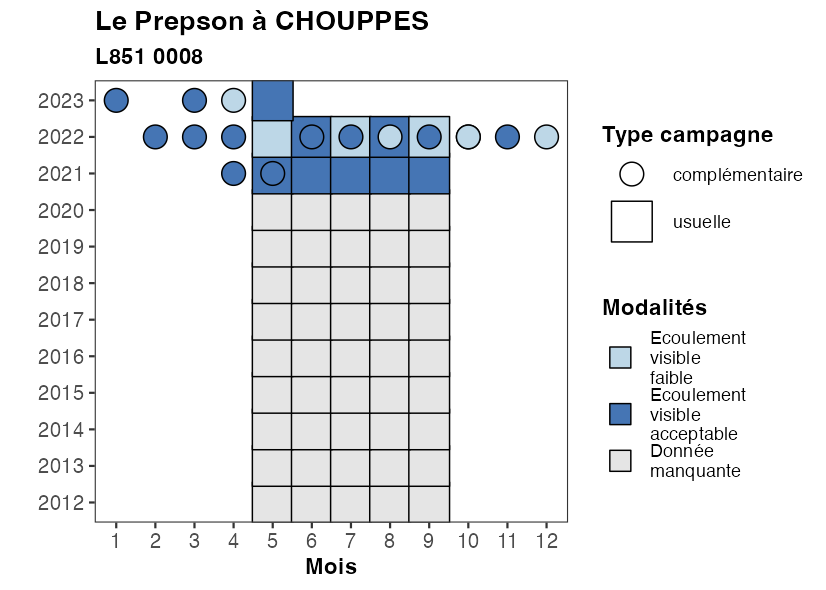 Le Prepson à CHOUPPES
L851 0008
2023
2022
2021
2020
2019
2018
2017
2016
2015
2014
2013
2012
1 2 3 4 5 6 7 8 9 10 11 12
Mois
Type campagne
complémentaire
usuelle
Modalités
Ecoulement
visible
faible
Ecoulement
visible
acceptable
Donnée
manquante